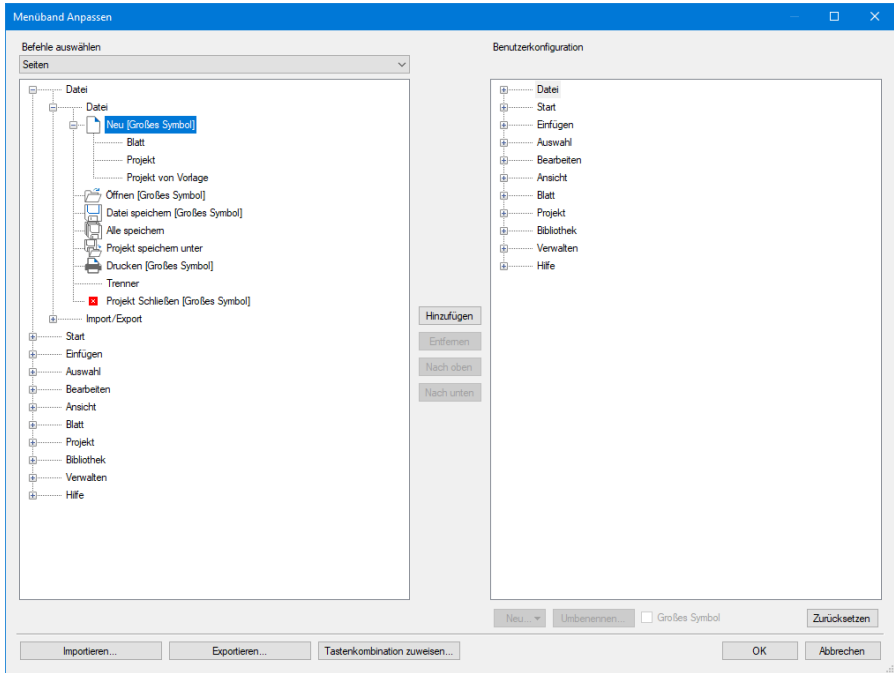 Menüband Anpassen
Befehle auswählen
Seiten
Datei
Datei
Neu [Großes Symbol]
Blatt
Projekt
Projekt von Vorlage
Öffnen [Großes Symbol]
Datei speichern [Großes Symbol]
Alle speichern
Projekt speichern unter
Drucken [Großes Symbol]
Trenner
Projekt Schließen [Großes Symbol]
Import/Export
Start
Einfügen
Auswahl
Bearbeiten
Ansicht
Blatt
Projekt
Bibliothek
Verwalten
Hilfe
Hinzufügen
Entfernen
Nach oben
Nach unten
Benutzerkonfiguration
Datei
Start
Einfügen
Auswahl
Bearbeiten
Ansicht
Blatt
Projekt
Bibliothek
Verwalten
Hilfe
Neu... Umbenennen... Großes Symbol Zurücksetzen
Importieren... Exportieren... Tastenkombination zuweisen... OK Abbrechen